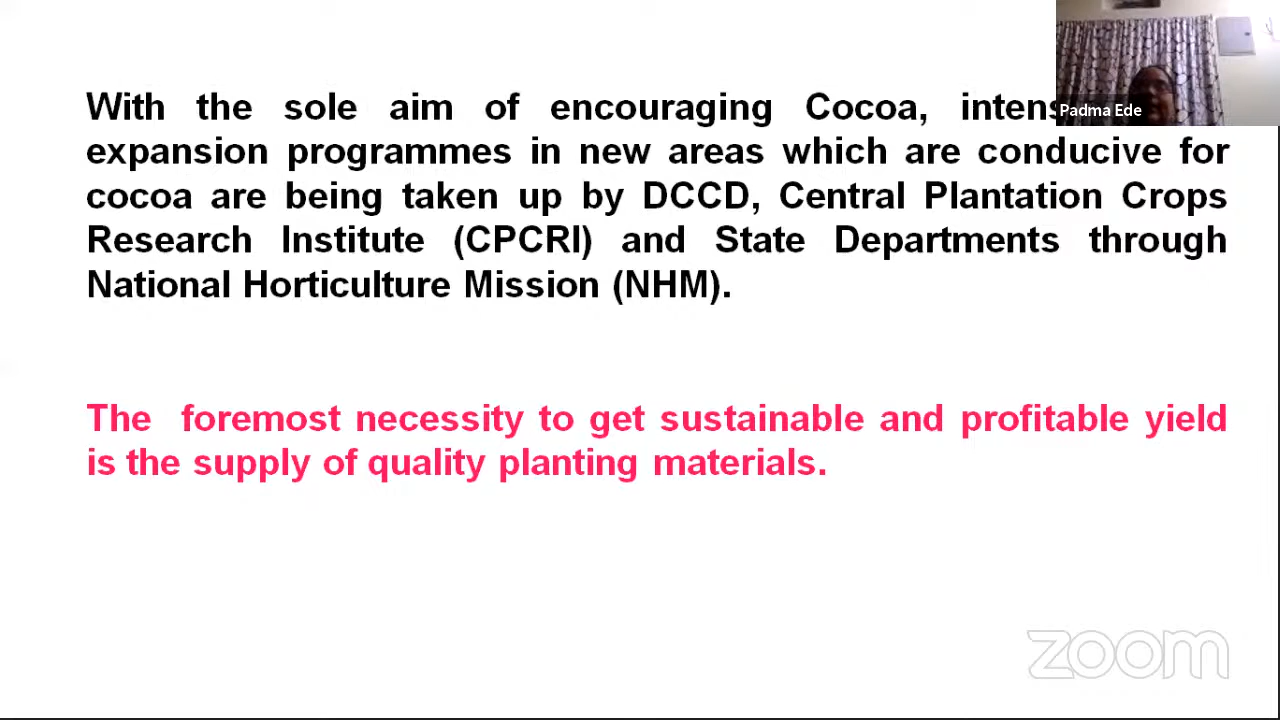 With the sole aim of encouraging Cocoa,
expansion programmes in new areas which are conducive for
cocoa are being taken up by DCCD, Central Plantation Crops
Research Institute (CPCRI) and State Departments through
National Horticulture Mission (NHM).
The foremost necessity to get sustainable and profitable yield
is the supply of quality planting materials.
Padma Ede
zoom